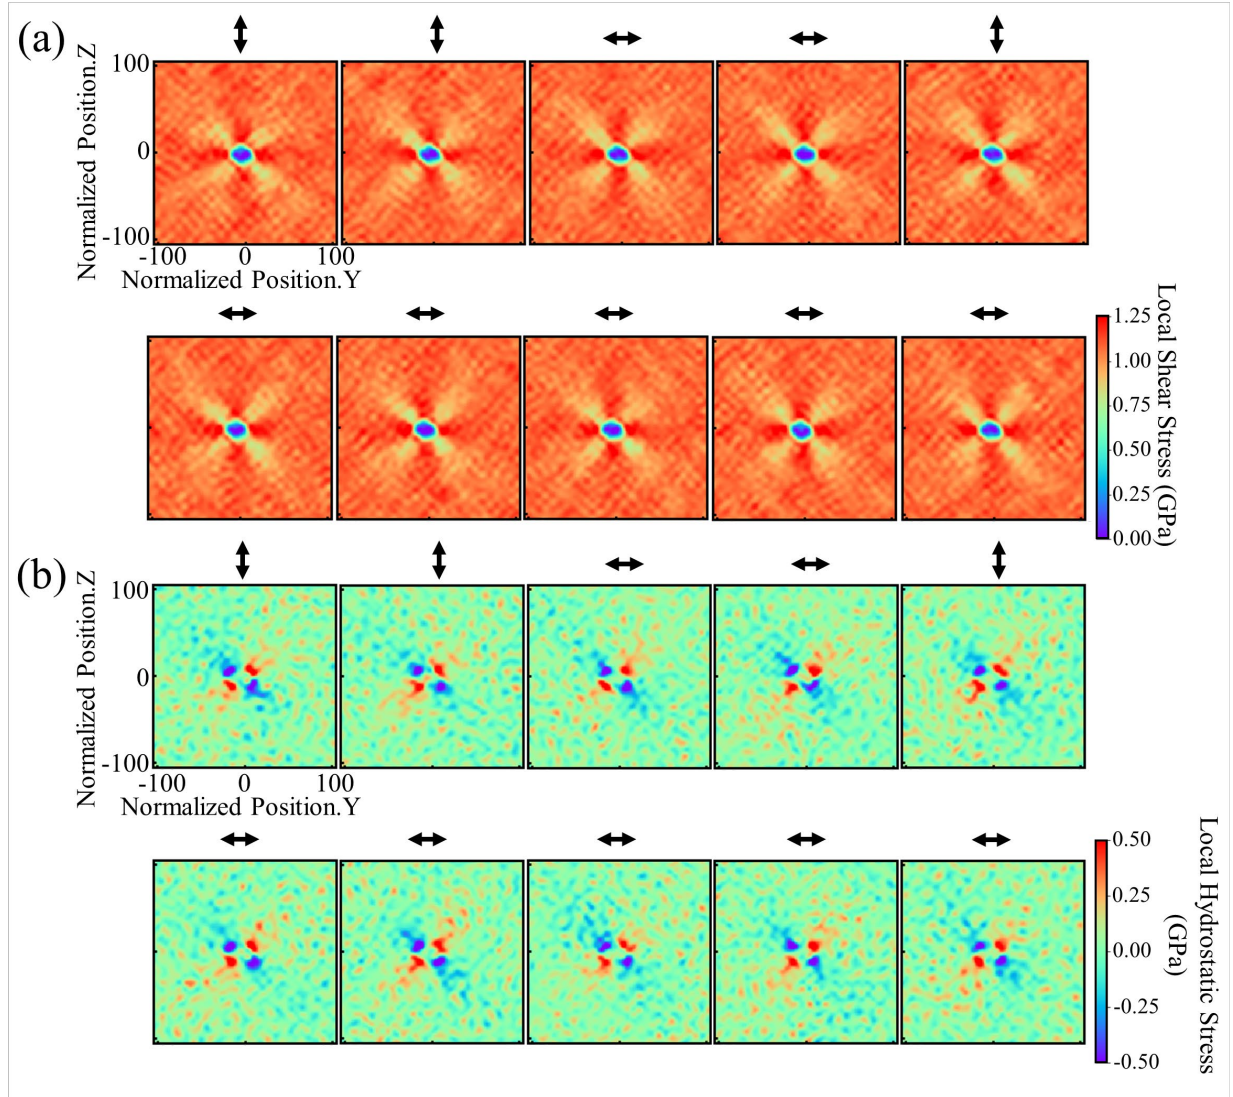 (a)
Normalized Position.Z
100
0
-100
-100 0 100
Normalized Position.Y
Local Shear Stress (GPa)
1.25
1.00
0.75
0.50
0.25
0.00
(b)
Normalized Position.Z
100
0
-100
-100 0 100
Normalized Position.Y
Local Hydrostatic Stress
(GPa)
0.50
0.25
0.00
-0.25
-0.50